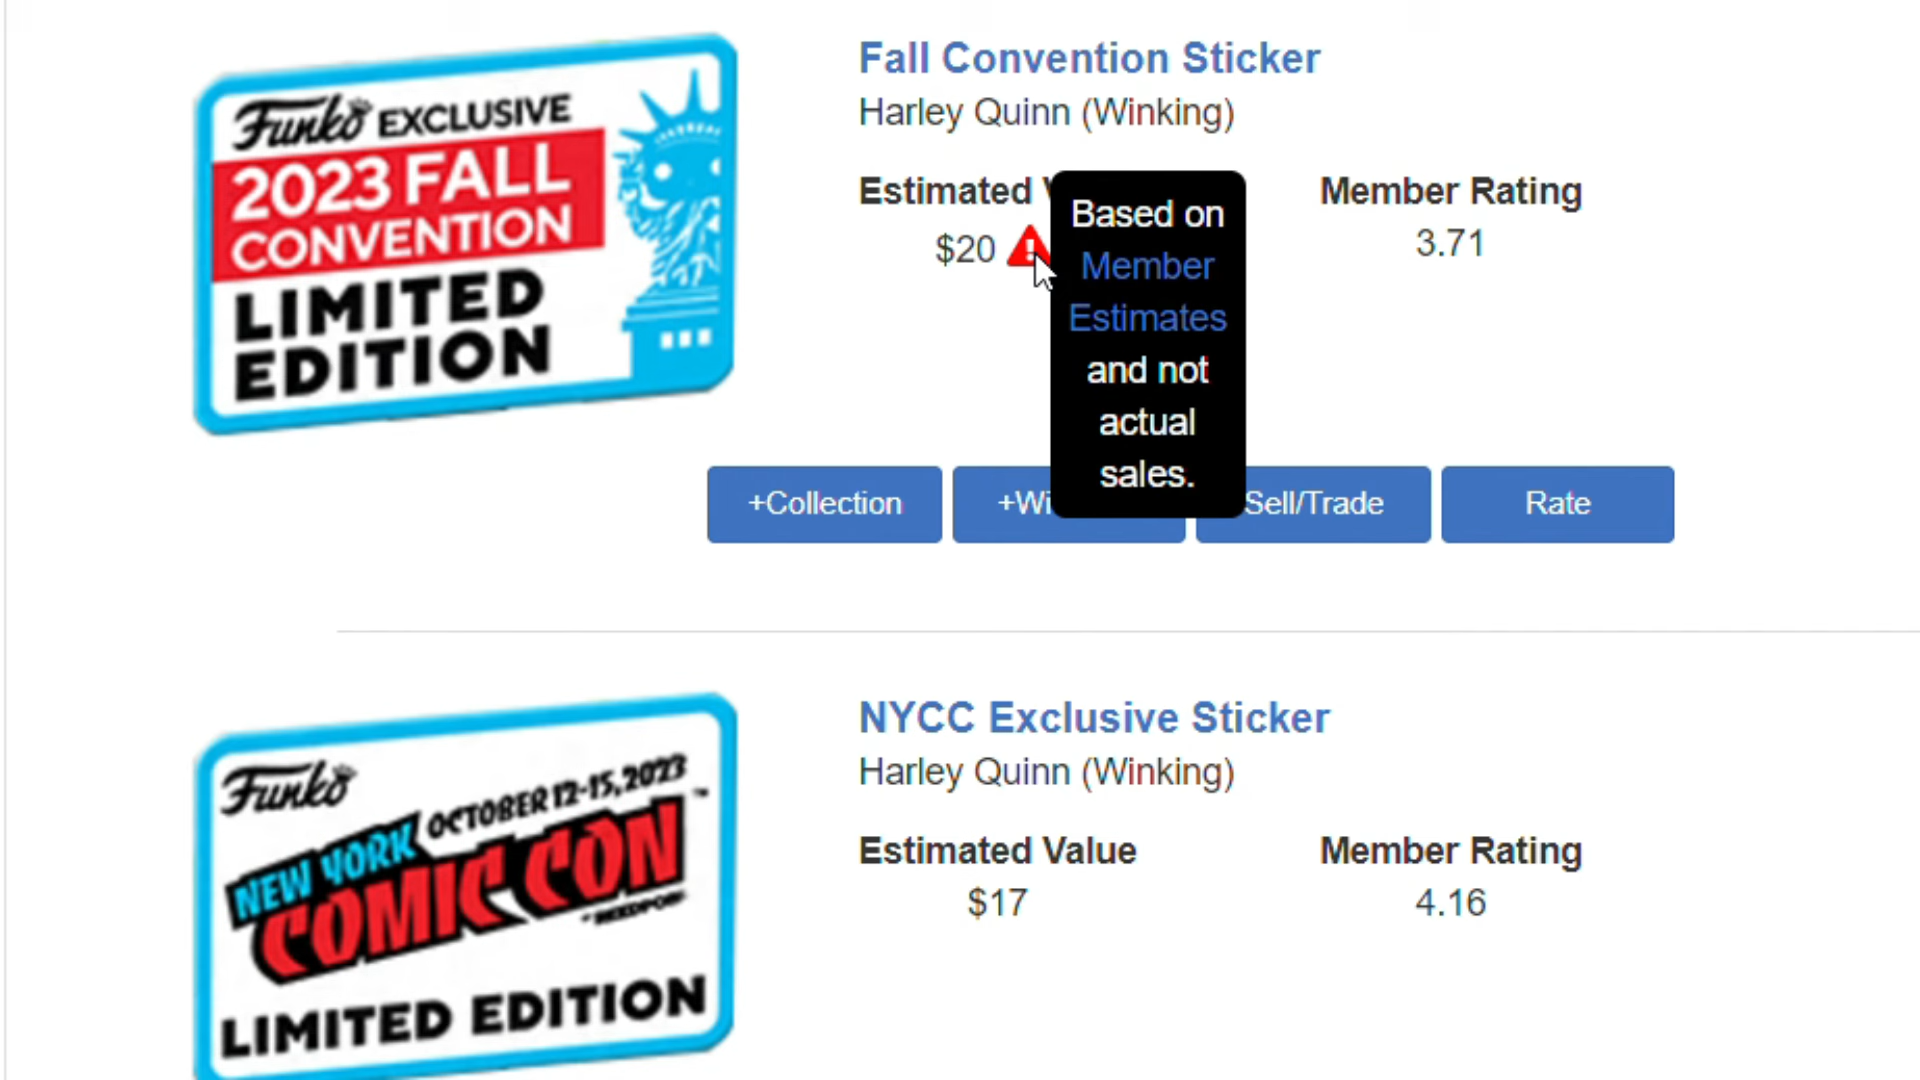 Funko EXCLUSIVE
2023 FALL
CONVENTION
LIMITED
EDITION
Fall Convention Sticker
Harley Quinn (Winking)
Estimated
Member Rating
$20
3.71
Based on
Member
Estimates
and not
actual
sales.
+Collection
+Wi
Sell/Trade
Rate
Funko
OCTOBER 12-15, 2023
NEW YORK
COMIC CON
™
REEDPOP
LIMITED EDITION
NYCC Exclusive Sticker
Harley Quinn (Winking)
Estimated Value
Member Rating
$17
4.16